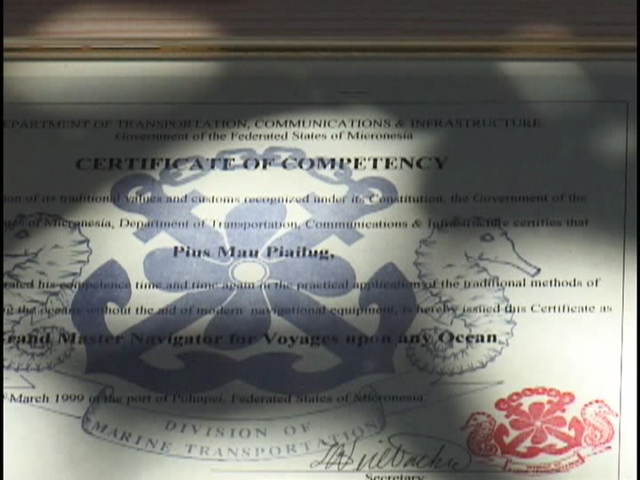 DEPARTMENT OF TRANSPORTATION, COMMUNICATIONS & INFRASTRUCTURE
Government of the Federated States of Micronesia
CERTIFICATE OF COMPETENCY
of its traditional values and customs recognized under its Constitution, the Government of the
of Micronesia, Department of Transportation, Communications & Infrastructure certifies that
Pius Mau Piailug,
his competence time and time again in the practical application of the traditional methods of
the oceans without the aid of modern navigational equipment, is hereby issued this Certificate as
Grand Master Navigator for Voyages upon any Ocean.
March 1999 in the port of Pohnpei, Federated States of Micronesia
DIVISION OF
MARINE TRANSPORTATION
Secretary